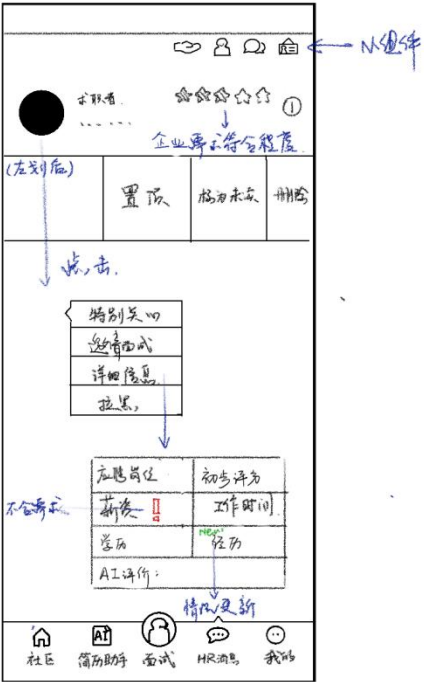 小组件
求职者
......
①
企业要求符合程度
(左划后)
置顶
标为未读
删除
点击
特别关心
邀请面试
详细信息
拉黑
应聘岗位
初步评分
不合要求
薪资!
工作时间
学历
New
经历
AI评价:
情况更新
AI
社区
简历助手
面试
HR消息
我的